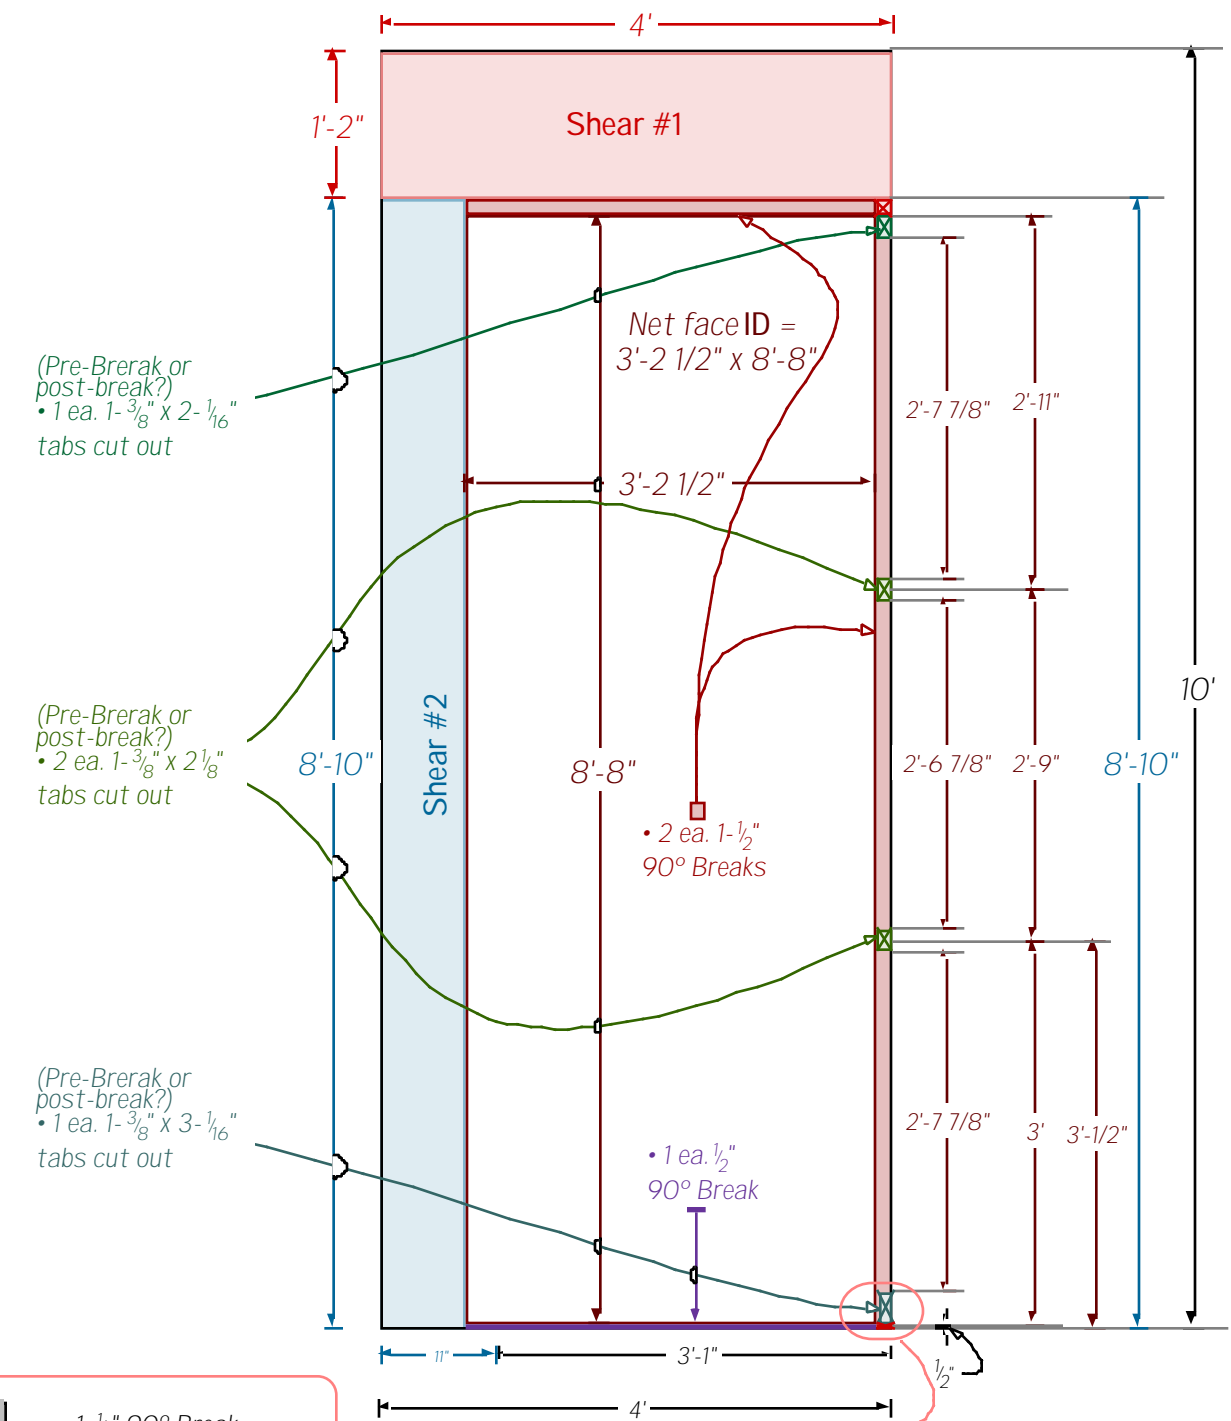 4'
1'-2"
Shear #1
Net face ID =
3'-2 1/2" x 8'-8"
(Pre-Brerak or
post-break?)
• 1 ea. 1- 3/8" x 2- 1/16"
tabs cut out
2'-7 7/8"
2'-11"
3'-2 1/2"
10'
(Pre-Brerak or
post-break?)
• 2 ea. 1-3/8" x 2 1/8"
tabs cut out
8'-10"
Shear #2
8'-8"
2'-6 7/8"
2'-9"
8'-10"
• 2 ea. 1-1/2"
90º Breaks
(Pre-Brerak or
post-break?)
• 1 ea. 1- 3/8" x 3- 1/16"
tabs cut out
2'-7 7/8"
3'
3'-1/2"
• 1 ea. 1/2"
90º Break
11"
3'-1"
1/2"
4'
90º Break